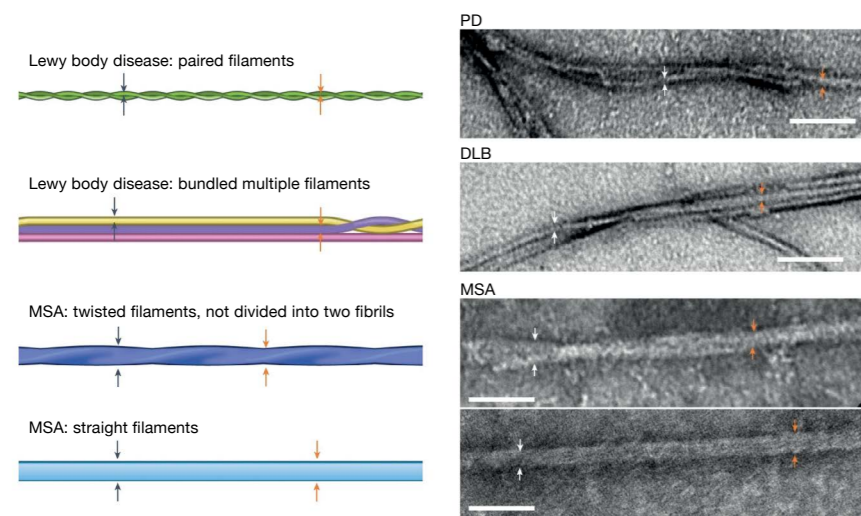 Lewy body disease: paired filaments
Lewy body disease: bundled multiple filaments
MSA: twisted filaments, not divided into two fibrils
MSA: straight filaments
PD
DLB
MSA